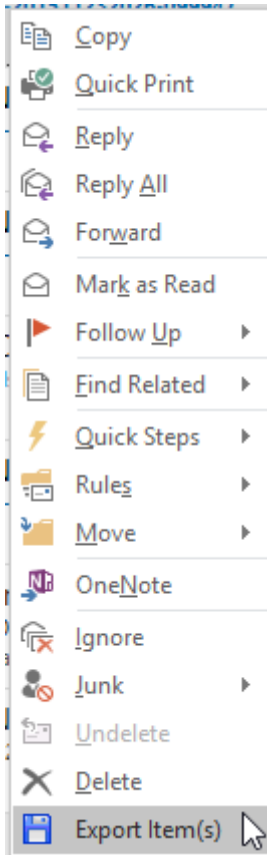 Copy
Quick Print
Reply
Reply All
Forward
Mark as Read
Follow Up
Find Related
Quick Steps
Rules
Move
OneNote
Ignore
Junk
Undelete
Delete
Export Item(s)